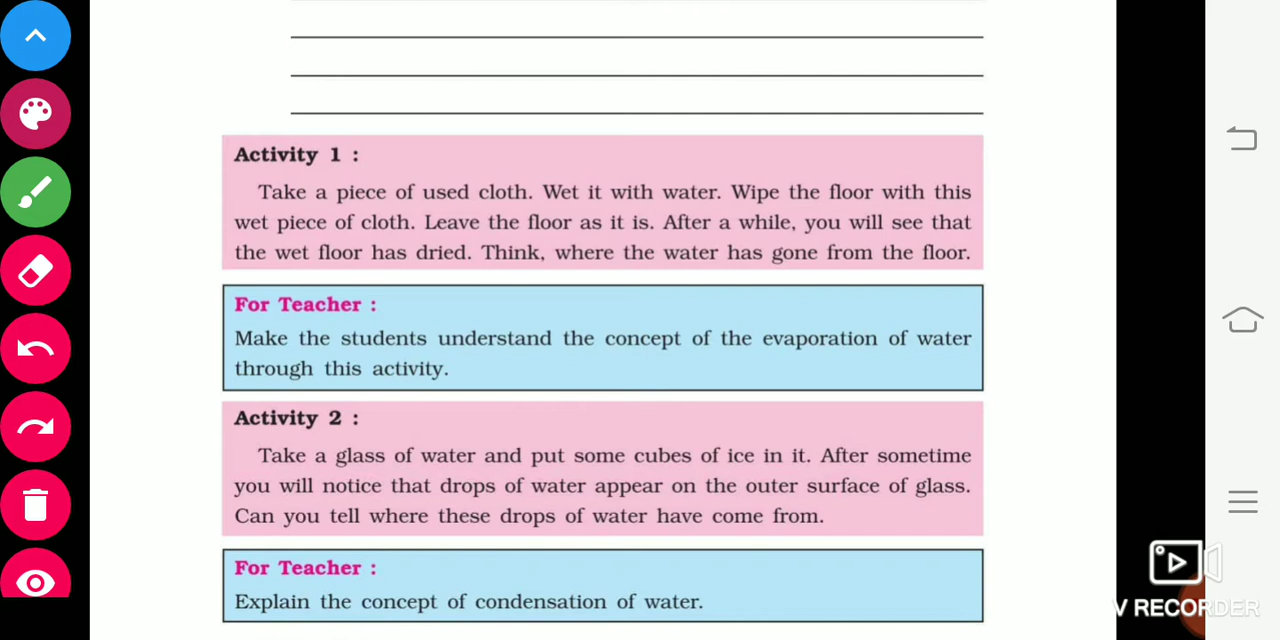 Activity 1 :
Take a piece of used cloth. Wet it with water. Wipe the floor with this
wet piece of cloth. Leave the floor as it is. After a while, you will see that
the wet floor has dried. Think, where the water has gone from the floor.
For Teacher :
Make the students understand the concept of the evaporation of water
through this activity.
Activity 2 :
Take a glass of water and put some cubes of ice in it. After sometime
you will notice that drops of water appear on the outer surface of glass.
Can you tell where these drops of water have come from.
For Teacher :
Explain the concept of condensation of water.
V RECORDER